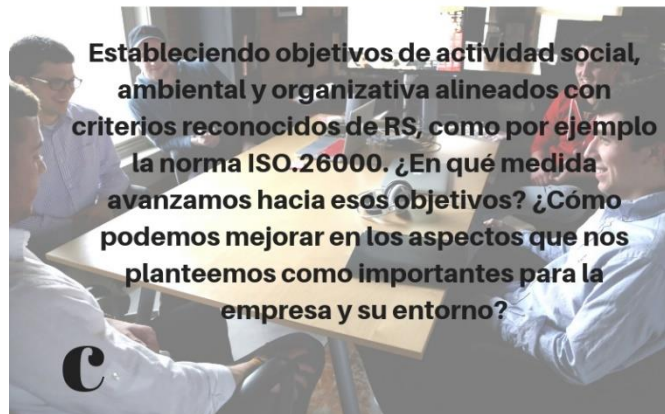 Estableciendo objetivos de actividad social,
ambiental y organizativa alineados con
criterios reconocidos de RS, como por ejemplo
la norma ISO.26000. ¿En qué medida
avanzamos hacia esos objetivos? ¿Cómo
podemos mejorar en los aspectos que nos
planteemos como importantes para la
empresa y su entorno?
c